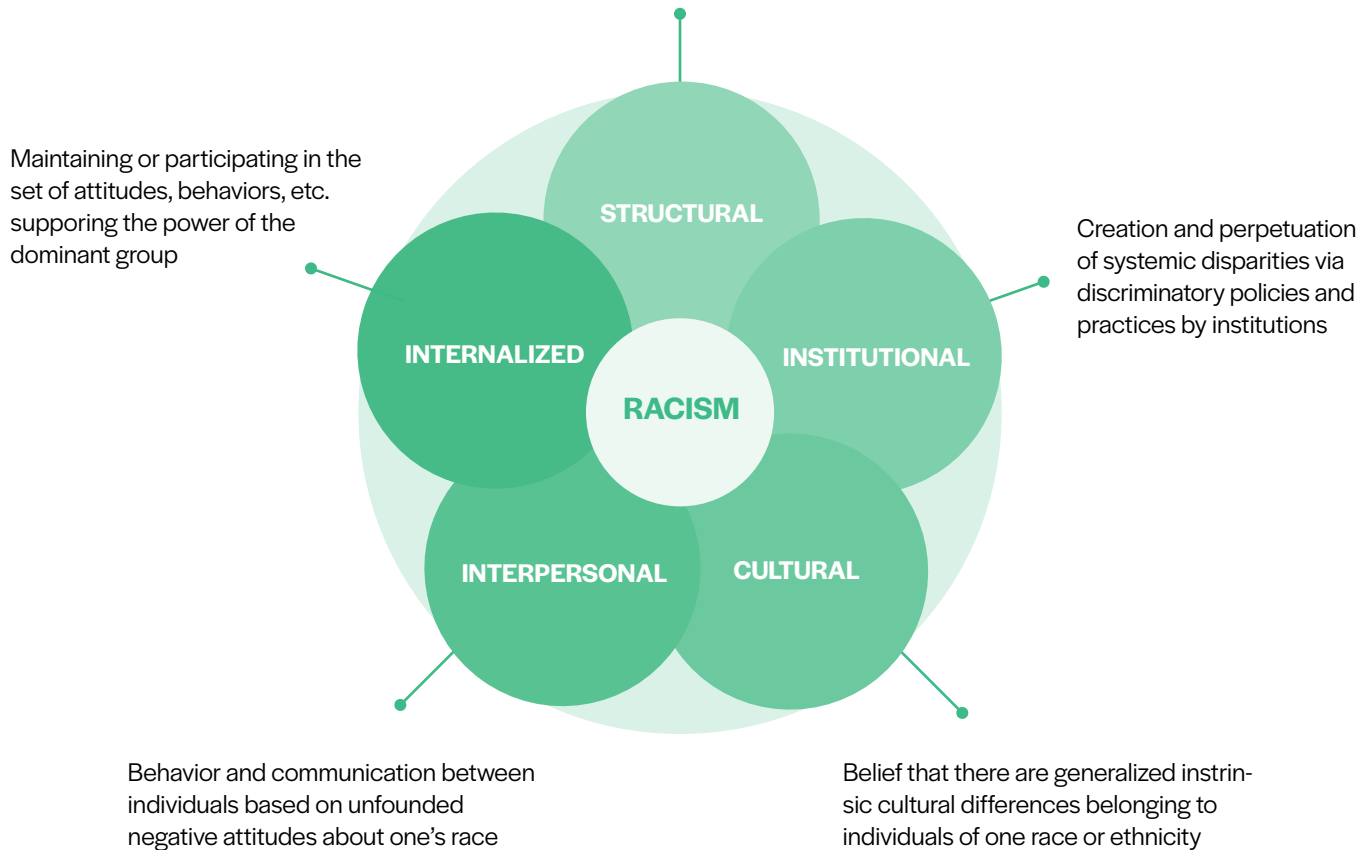 STRUCTURAL
Maintaining or participating in the
set of attitudes, behaviors, etc.
supporing the power of the
dominant group
INTERNALIZED
RACISM
INSTITUTIONAL
Creation and perpetuation
of systemic disparities via
discriminatory policies and
practices by institutions
INTERPERSONAL
CULTURAL
Behavior and communication between
individuals based on unfounded
negative attitudes about one’s race
Belief that there are generalized instrin-
sic cultural differences belonging to
individuals of one race or ethnicity